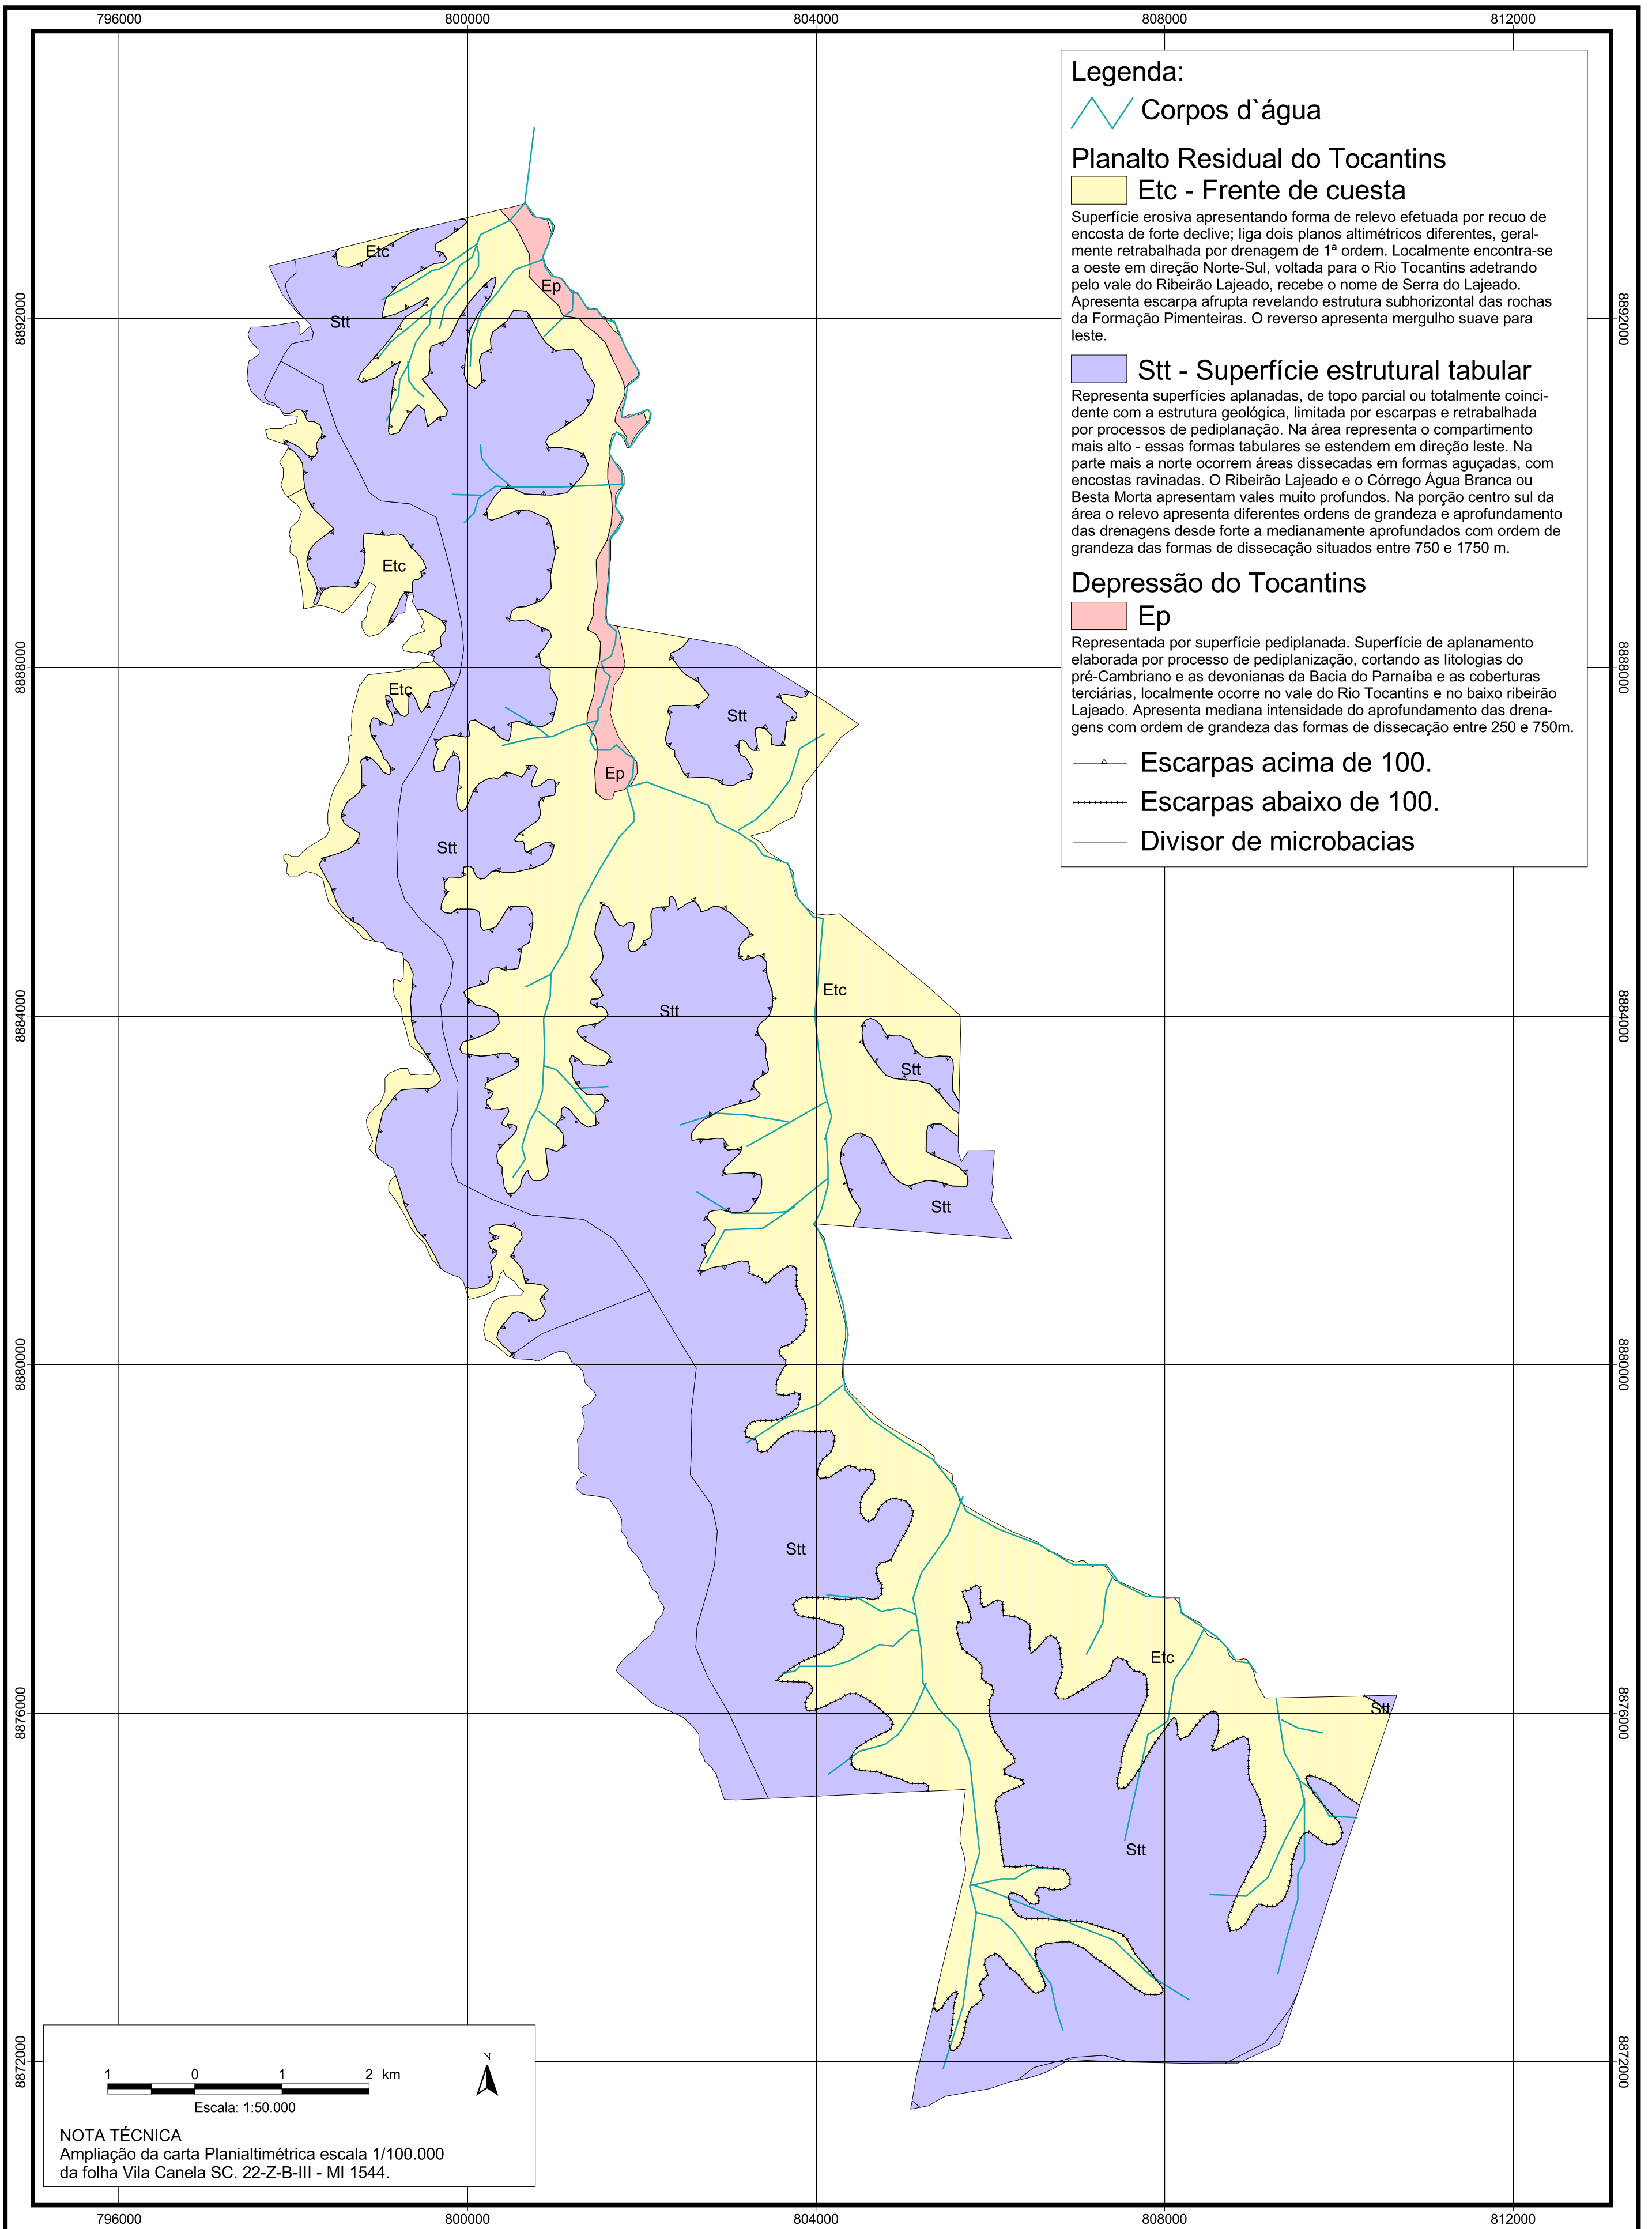 796000
800000
804000
808000
812000
Legenda:
Corpos d`água
Planalto Residual do Tocantins
Etc - Frente de cuesta
Superfície erosiva apresentando forma de relevo efetuada por recuo de
encosta de forte declive; liga dois planos altimétricos diferentes, geral-
mente retrabalhada por drenagem de 1ª ordem. Localmente encontra-se
a oeste em direção Norte-Sul, voltada para o Rio Tocantins adetrando
pelo vale do Ribeirão Lajeado, recebe o nome de Serra do Lajeado.
Apresenta escarpa afrupta revelando estrutura subhorizontal das rochas
da Formação Pimenteiras. O reverso apresenta mergulho suave para
leste.
Stt - Superfície estrutural tabular
Representa superfícies aplanadas, de topo parcial ou totalmente coinci-
dente com a estrutura geológica, limitada por escarpas e retrabalhada
por processos de pediplanação. Na área representa o compartimento
mais alto - essas formas tabulares se estendem em direção leste. Na
parte mais a norte ocorrem áreas dissecadas em formas aguçadas, com
encostas ravinadas. O Ribeirão Lajeado e o Córrego Água Branca ou
Besta Morta apresentam vales muito profundos. Na porção centro sul da
área o relevo apresenta diferentes ordens de grandeza e aprofundamento
das drenagens desde forte a medianamente aprofundados com ordem de
grandeza das formas de dissecação situados entre 750 e 1750 m.
Depressão do Tocantins
Ep
Representada por superfície pediplanada. Superfície de aplanamento
elaborada por processo de pediplanização, cortando as litologias do
pré-Cambriano e as devonianas da Bacia do Parnaíba e as coberturas
terciárias, localmente ocorre no vale do Rio Tocantins e no baixo ribeirão
Lajeado. Apresenta mediana intensidade do aprofundamento das drena-
gens com ordem de grandeza das formas de dissecação entre 250 e 750m.
Escarpas acima de 100.
Escarpas abaixo de 100.
Divisor de microbacias
Etc
Ep
Stt
8892000
8892000
Etc
8888000
8888000
Etc
Stt
Ep
Stt
Etc
Stt
8884000
8884000
Stt
Stt
8880000
8880000
Stt
Etc
Stt
8876000
8876000
Stt
8872000
8872000
1
0
1
2
km
N
Escala: 1:50.000
NOTA TÉCNICA
Ampliação da carta Planialtimétrica escala 1/100.000
da folha Vila Canela SC. 22-Z-B-III - MI 1544.
796000
800000
804000
808000
812000